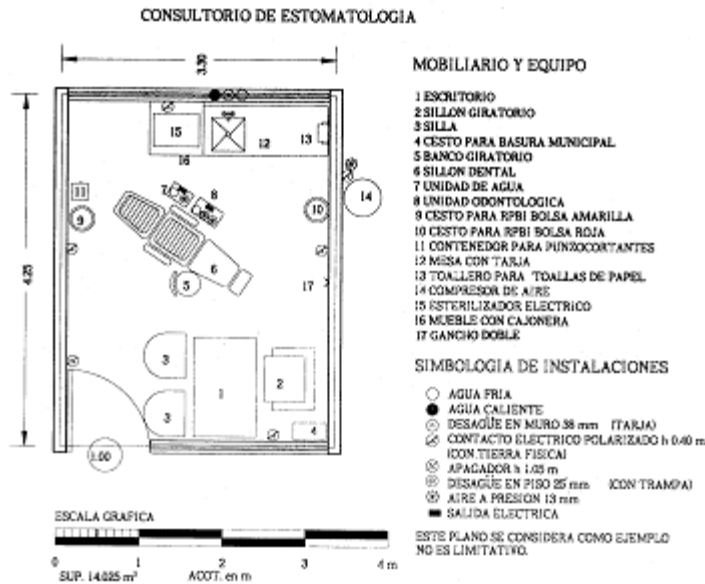 CONSULTORIO DE ESTOMATOLOGIA
3.30
4.25
15
12
13
16
14
11
7
8
9
10
6
5
17
3
3
1
2
4
1.00
MOBILIARIO Y EQUIPO
1 ESCRITORIO
2 SILLON GIRATORIO
3 SILLA
4 CESTO PARA BASURA MUNICIPAL
5 BANCO GIRATORIO
6 SILLON DENTAL
7 UNIDAD DE AGUA
8 UNIDAD ODONTOLOGICA
9 CESTO PARA RPBI BOLSA AMARILLA
10 CESTO PARA RPBI BOLSA ROJA
11 CONTENEDOR PARA PUNZOCORTANTES
12 MESA CON TARJA
13 TOALLERO PARA TOALLAS DE PAPEL
14 COMPRESOR DE AIRE
15 ESTERILIZADOR ELECTRICO
16 MUEBLE CON CAJONERA
17 GANCHO DOBLE
SIMBOLOGIA DE INSTALACIONES
AGUA FRIA
AGUA CALIENTE
DESAGÜE EN MURO 38 mm (TARJA)
CONTACTO ELECTRICO POLARIZADO h 0.40 m
(CON TIERRA FISICA)
APAGADOR h 1.05 m
DESAGÜE EN PISO 25 mm (CON TRAMPA)
AIRE A PRESION 13 mm
SALIDA ELECTRICA
ESTE PLANO SE CONSIDERA COMO EJEMPLO
NO ES LIMITATIVO.
ESCALA GRAFICA
0 1 2 3 4 m
SUP. 14.025 m² ACOT. en m